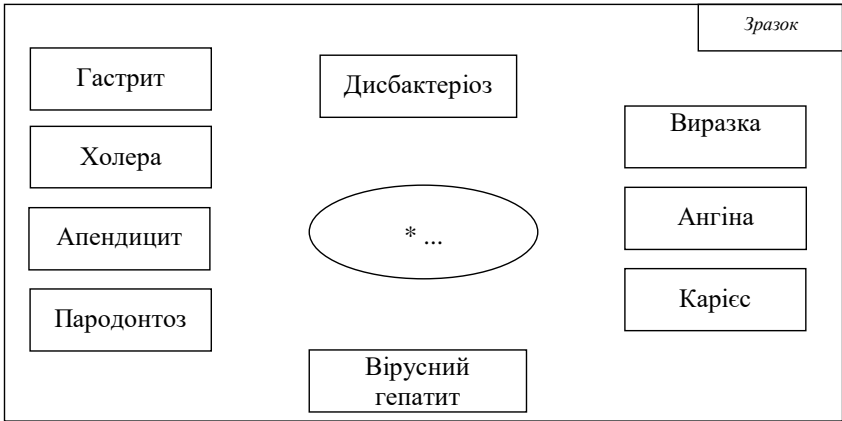 Зразок
Гастрит
Дисбактеріоз
Виразка
Холера
Апендицит
* ...
Ангіна
Пародонтоз
Карієс
Вірусний
гепатит